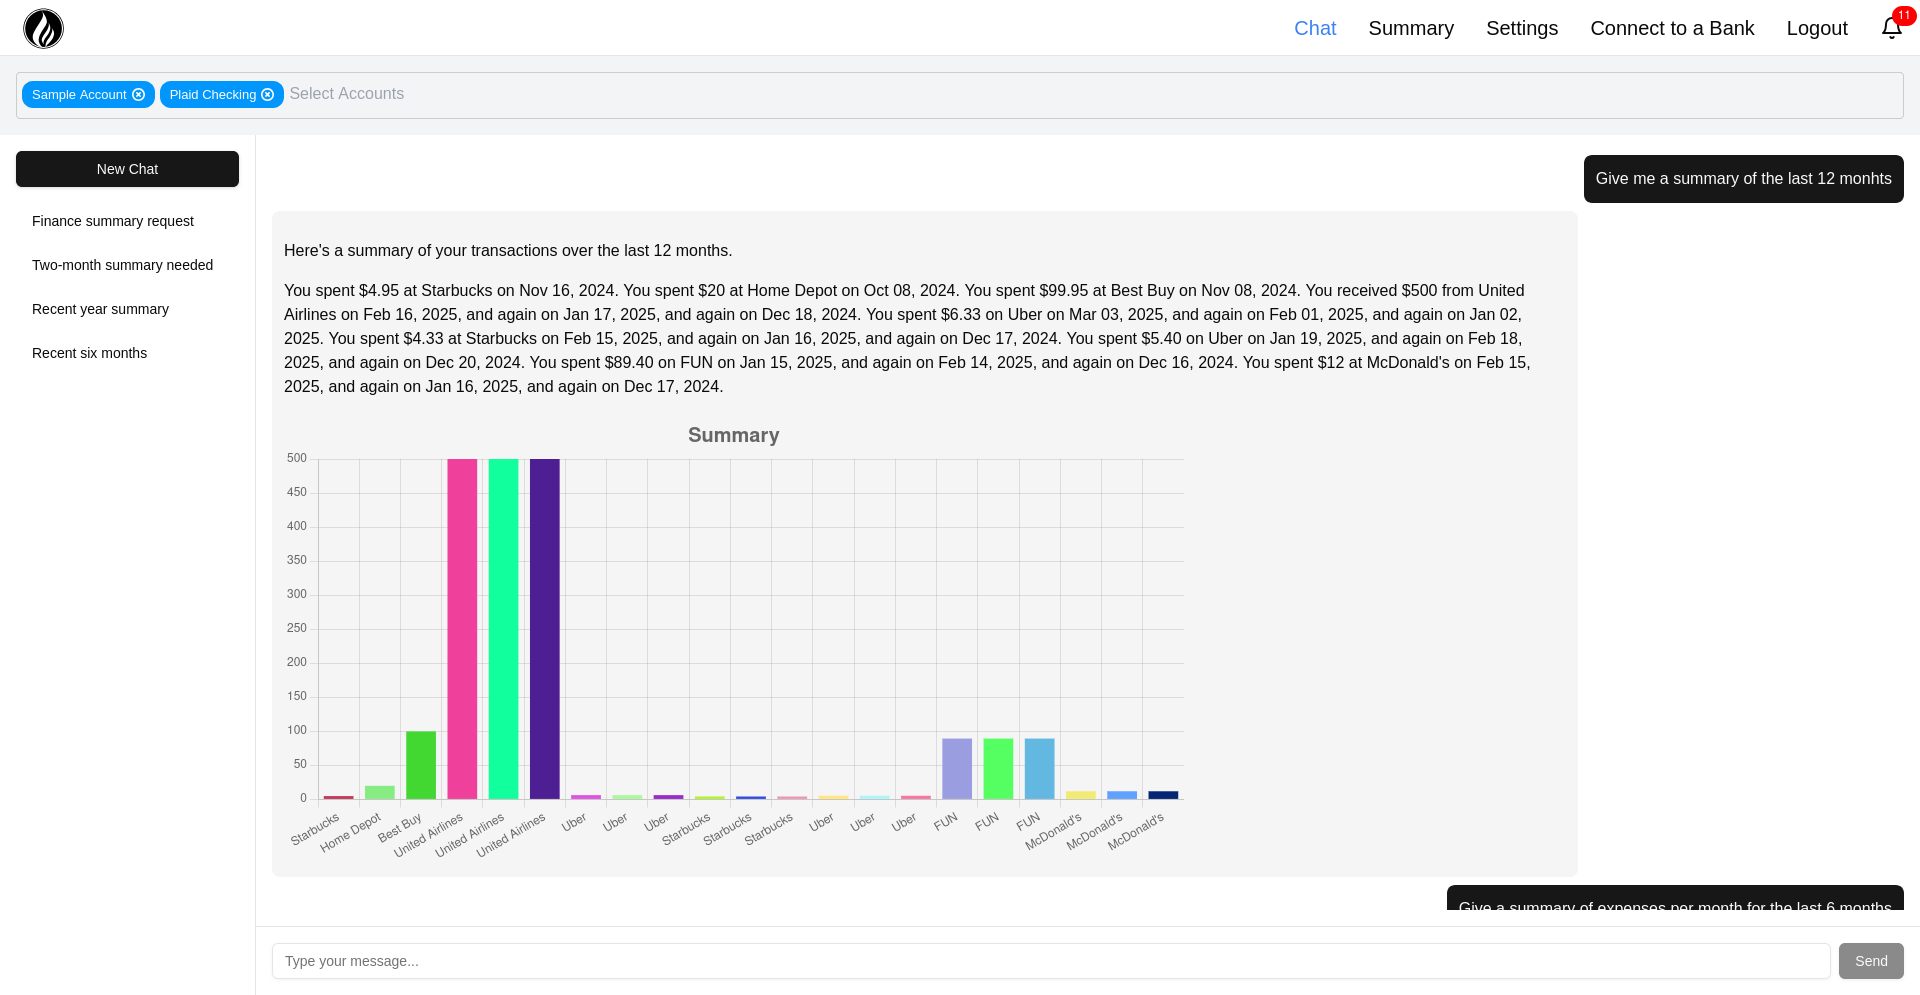 Chat Summary Settings Connect to a Bank Logout 11
Sample Account Plaid Checking Select Accounts
New Chat
Finance summary request
Two-month summary needed
Recent year summary
Recent six months
Give me a summary of the last 12 monhts
Here's a summary of your transactions over the last 12 months.
You spent $4.95 at Starbucks on Nov 16, 2024. You spent $20 at Home Depot on Oct 08, 2024. You spent $99.95 at Best Buy on Nov 08, 2024. You received $500 from United
Airlines on Feb 16, 2025, and again on Jan 17, 2025, and again on Dec 18, 2024. You spent $6.33 on Uber on Mar 03, 2025, and again on Feb 01, 2025, and again on Jan 02,
2025. You spent $4.33 at Starbucks on Feb 15, 2025, and again on Jan 16, 2025, and again on Dec 17, 2024. You spent $5.40 on Uber on Jan 19, 2025, and again on Feb 18,
2025, and again on Dec 20, 2024. You spent $89.40 on FUN on Jan 15, 2025, and again on Feb 14, 2025, and again on Dec 16, 2024. You spent $12 at McDonald's on Feb 15,
2025, and again on Jan 16, 2025, and again on Dec 17, 2024.
Summary
500
450
400
350
300
250
200
150
100
50
0
Starbucks
Home Depot
Best Buy
United Airlines
United Airlines
United Airlines
Uber
Uber
Uber
Starbucks
Starbucks
Starbucks
Uber
Uber
Uber
FUN
FUN
FUN
McDonald's
McDonald's
McDonald's
Give a summary of expenses per month for the last 6 months
Type your message...
Send